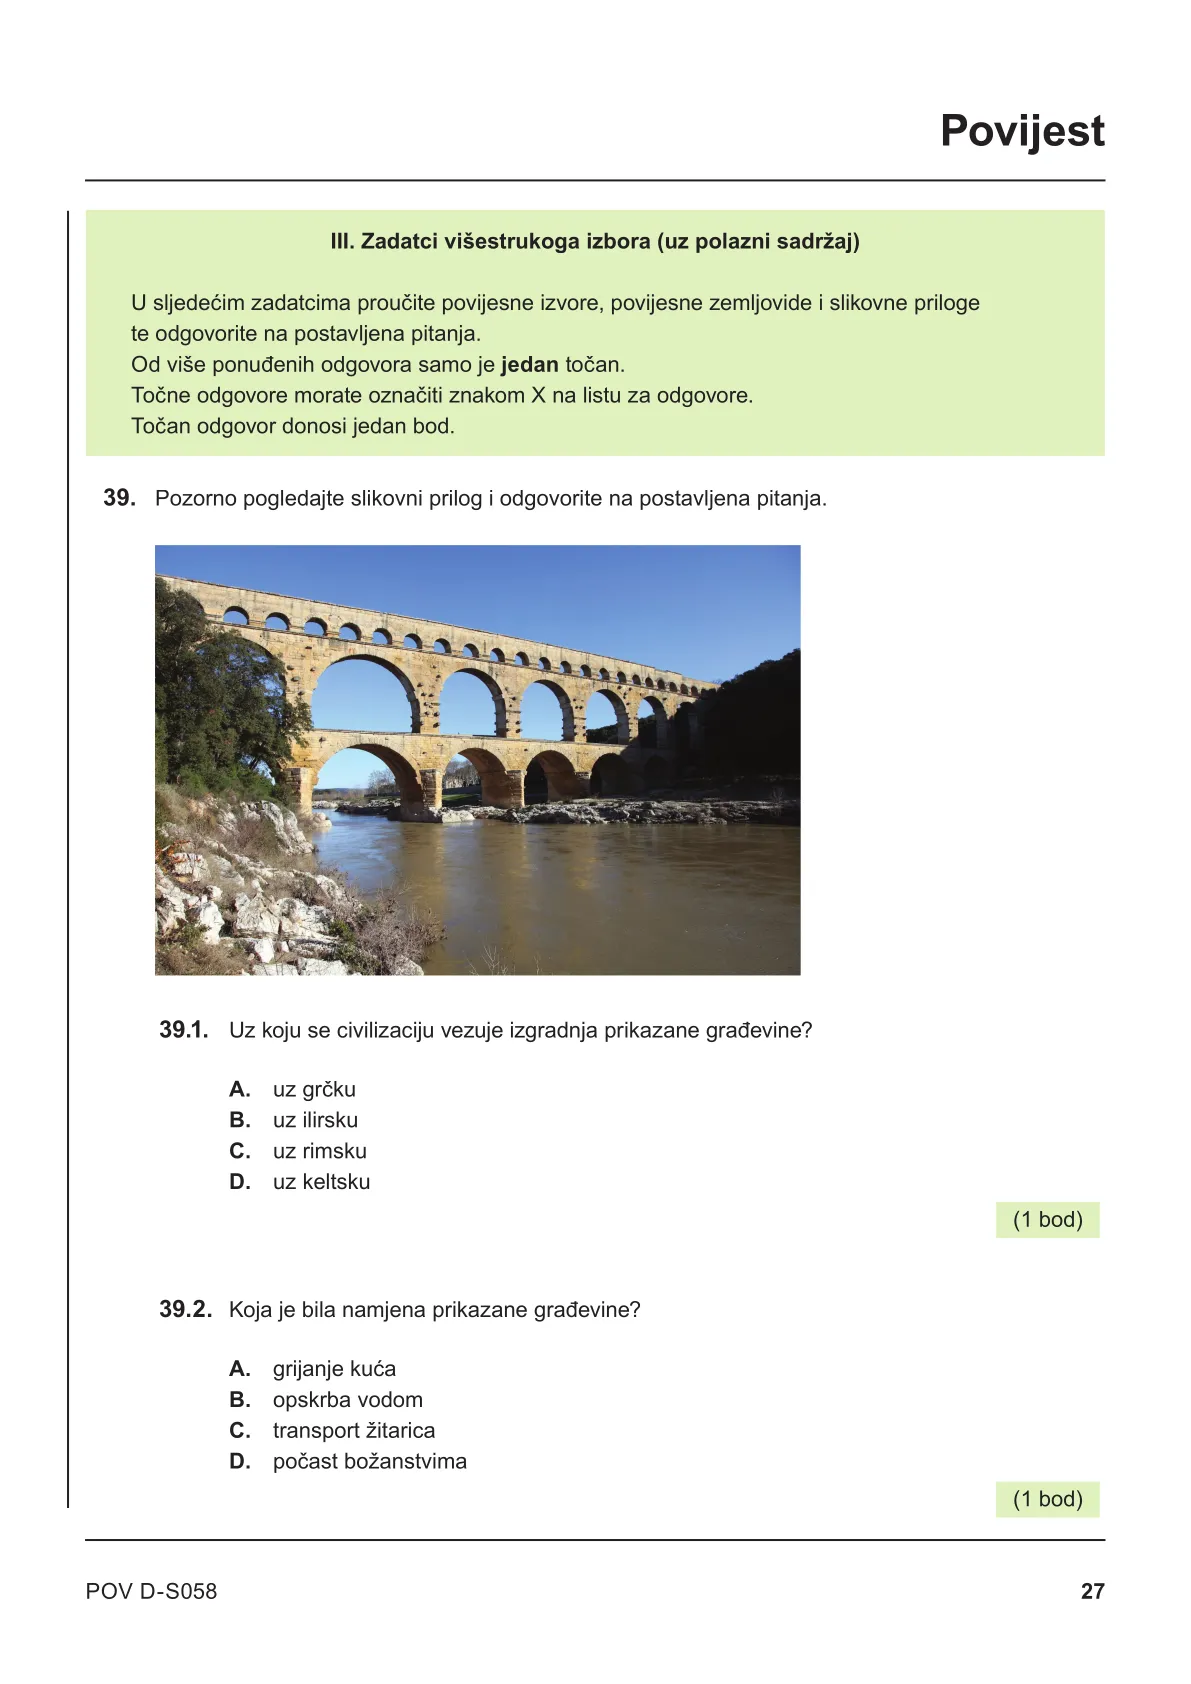 Povijest
III. Zadatci višestrukoga izbora (uz polazni sadržaj)
U sljedećim zadatcima proučite povijesne izvore, povijesne zemljovide i slikovne priloge
te odgovorite na postavljena pitanja.
Od više ponuđenih odgovora samo je jedan točan.
Točne odgovore morate označiti znakom X na listu za odgovore.
Točan odgovor donosi jedan bod.
39. Pozorno pogledajte slikovni prilog i odgovorite na postavljena pitanja.
39.1. Uz koju se civilizaciju vezuje izgradnja prikazane građevine?
A. uz grčku
B. uz ilirsku
C. uz rimsku
D. uz keltsku
(1 bod)
39.2. Koja je bila namjena prikazane građevine?
A. grijanje kuća
B. opskrba vodom
C. transport žitarica
D. počast božanstvima
(1 bod)
POV D-S058
27